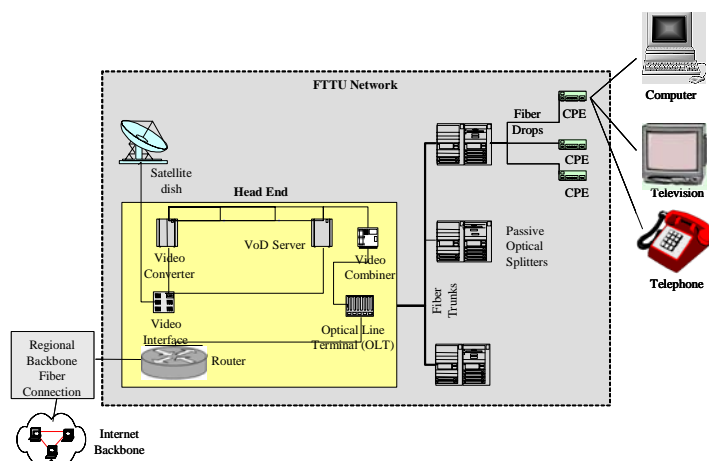 FTTU Network
Computer
Fiber
Drops
CPE
CPE
CPE
Television
Telephone
Satellite
dish
Head End
VoD Server
Video
Converter
Video
Combiner
Passive
Optical
Splitters
Fiber
Trunks
Video
Interface
Optical Line
Terminal (OLT)
Router
Regional
Backbone
Fiber
Connection
Internet
Backbone